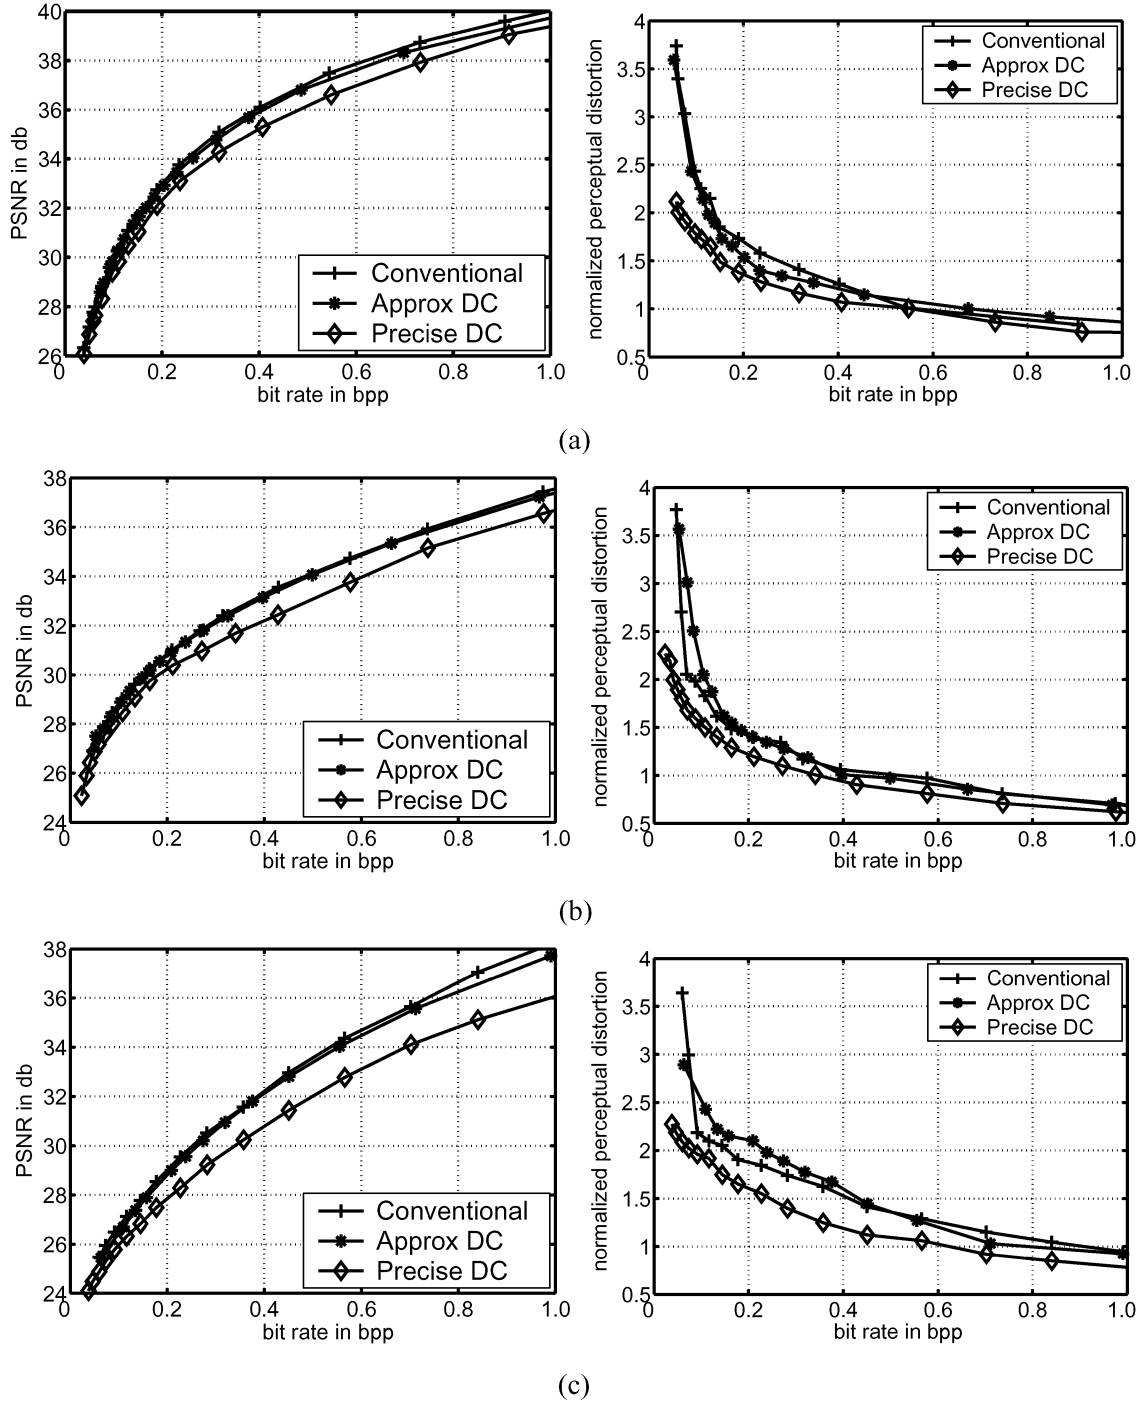 40
38
36
34
32
30
28
26
PSNR in db
0
0.2
0.4
0.6
0.8
1.0
bit rate in bpp
Conventional
Approx DC
Precise DC
4
3.5
3
2.5
2
1.5
1
0.5
normalized perceptual distortion
0
0.2
0.4
0.6
0.8
1.0
bit rate in bpp
Conventional
Approx DC
Precise DC
(a)
38
36
34
32
30
28
26
24
PSNR in db
0
0.2
0.4
0.6
0.8
1.0
bit rate in bpp
Conventional
Approx DC
Precise DC
4
3.5
3
2.5
2
1.5
1
0.5
normalized perceptual distortion
0
0.2
0.4
0.6
0.8
1.0
bit rate in bpp
Conventional
Approx DC
Precise DC
(b)
38
36
34
32
30
28
26
24
PSNR in db
0
0.2
0.4
0.6
0.8
1.0
bit rate in bpp
Conventional
Approx DC
Precise DC
4
3.5
3
2.5
2
1.5
1
0.5
normalized perceptual distortion
0
0.2
0.4
0.6
0.8
1.0
bit rate in bpp
Conventional
Approx DC
Precise DC
(c)